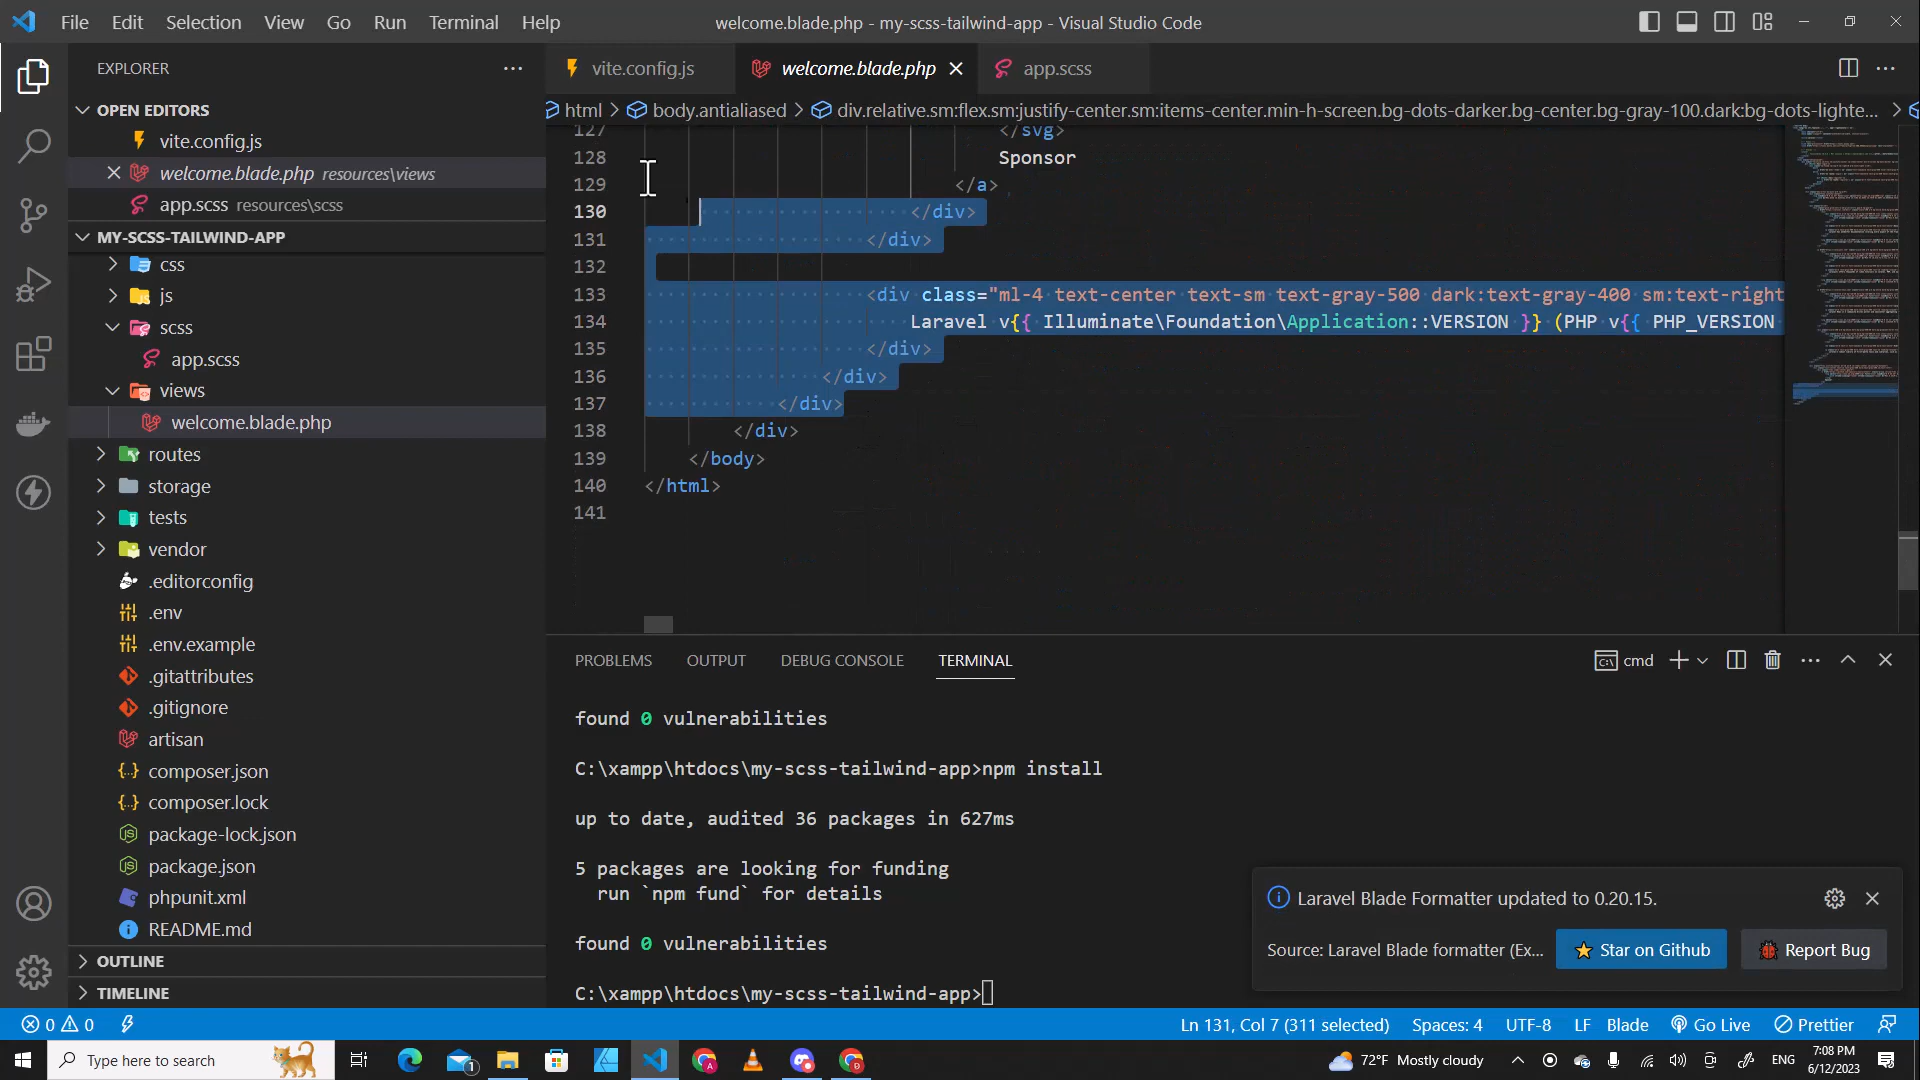 File Edit Selection View Go Run Terminal Help
welcome.blade.php - my-scss-tailwind-app - Visual Studio Code
EXPLORER
OPEN EDITORS
vite.config.js
welcome.blade.php resources\views
app.scss resources\scss
MY-SCSS-TAILWIND-APP
css
js
scss
app.scss
views
welcome.blade.php
routes
storage
tests
vendor
.editorconfig
.env
.env.example
.gitattributes
.gitignore
artisan
composer.json
composer.lock
package-lock.json
package.json
phpunit.xml
README.md
OUTLINE
TIMELINE
vite.config.js
welcome.blade.php
app.scss
html > body.antialiased > div.relative.sm:flex.sm:justify-center.sm:items-center.min-h-screen.bg-dots-darker.bg-center.bg-gray-100.dark:bg-dots-lighte...
127 </svg>
128 Sponsor
129 </a>
130 </div>
131 </div>
132
133 <div class="ml-4 text-center text-sm text-gray-500 dark:text-gray-400 sm:text-right
134 Laravel v{{ Illuminate\Foundation\Application::VERSION }} (PHP v{{ PHP_VERSION
135 </div>
136 </div>
137 </div>
138 </div>
139 </body>
140 </html>
141
PROBLEMS OUTPUT DEBUG CONSOLE TERMINAL
cmd
found 0 vulnerabilities
C:\xampp\htdocs\my-scss-tailwind-app>npm install
up to date, audited 36 packages in 627ms
5 packages are looking for funding
run `npm fund` for details
found 0 vulnerabilities
C:\xampp\htdocs\my-scss-tailwind-app>
Laravel Blade Formatter updated to 0.20.15.
Source: Laravel Blade formatter (Ex...
Star on Github
Report Bug
0 0
Ln 131, Col 7 (311 selected) Spaces: 4 UTF-8 LF Blade Go Live Prettier
Type here to search
1
72°F Mostly cloudy
ENG
7:08 PM
6/12/2023